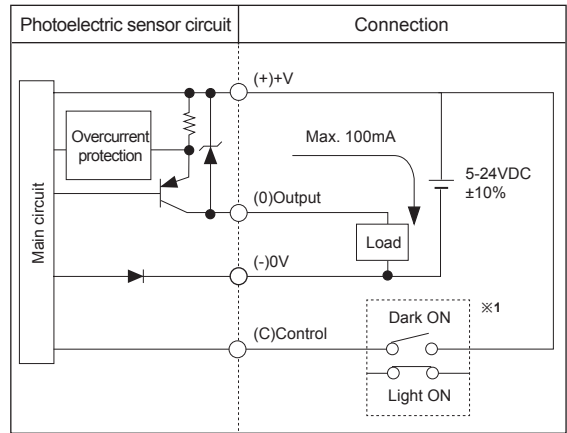 Photoelectric sensor circuit
Connection
(+)+V
Overcurrent
protection
Max. 100mA
5-24VDC
±10%
Main circuit
(0)Output
Load
(-)0V
※1
Dark ON
(C)Control
Light ON